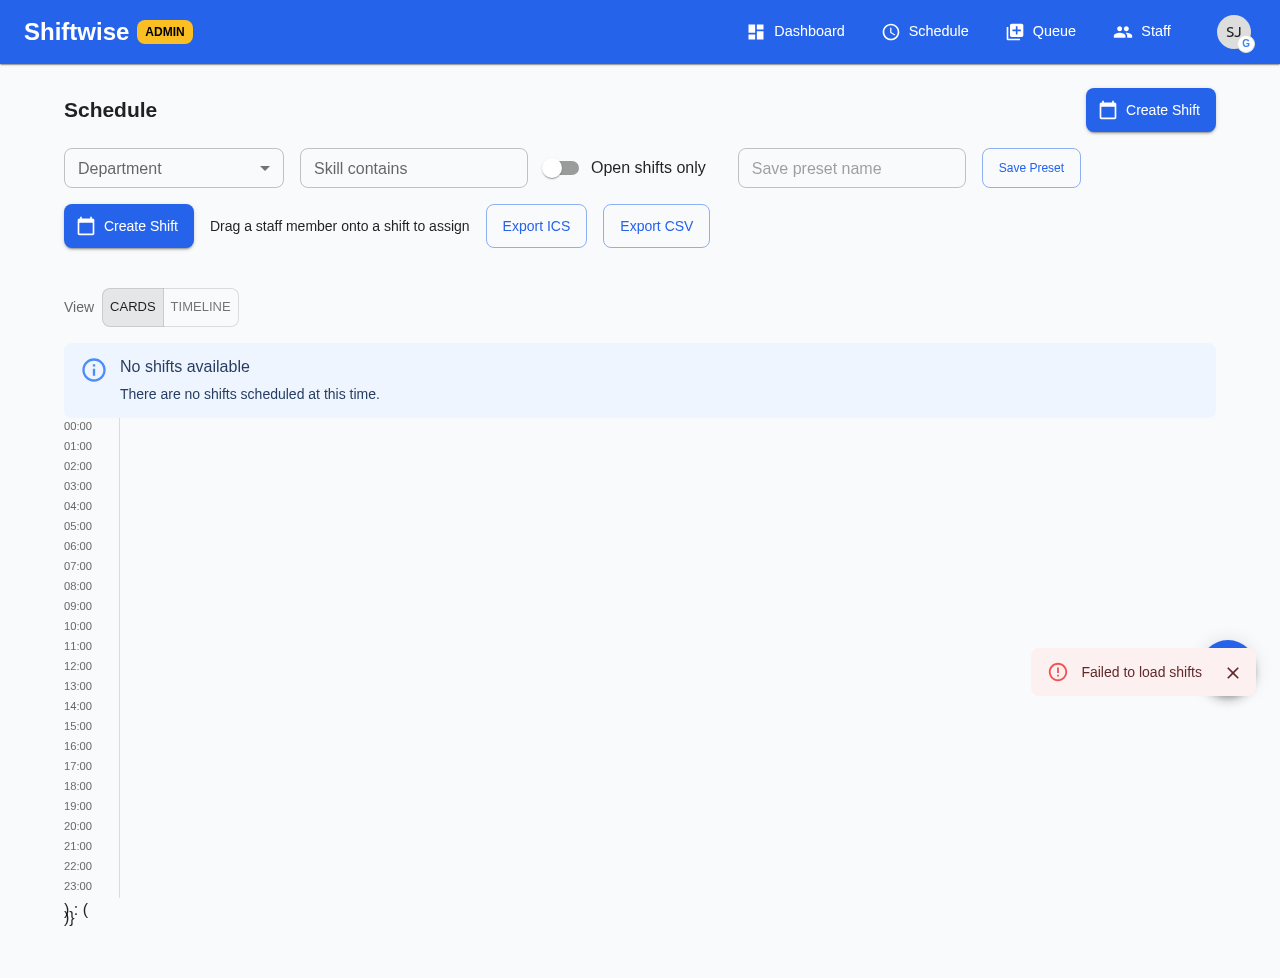 Shiftwise ADMIN Dashboard Schedule Queue Staff SJ G
Schedule Create Shift
Department Skill contains Open shifts only Save preset name Save Preset
Create Shift Drag a staff member onto a shift to assign Export ICS Export CSV
View CARDS TIMELINE
No shifts available
There are no shifts scheduled at this time.
00:00
01:00
02:00
03:00
04:00
05:00
06:00
07:00
08:00
09:00
10:00
11:00
12:00
Failed to load shifts
13:00
14:00
15:00
16:00
17:00
18:00
19:00
20:00
21:00
22:00
23:00
) : (
)}